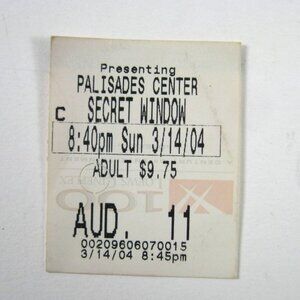 Presenting
PALISADES CENTER
C SECRET WINDOW
8:40pm Sun 3/14/04
ADULT $9.75
AUD. 11
00209606070015
3/14/04 8:45pm